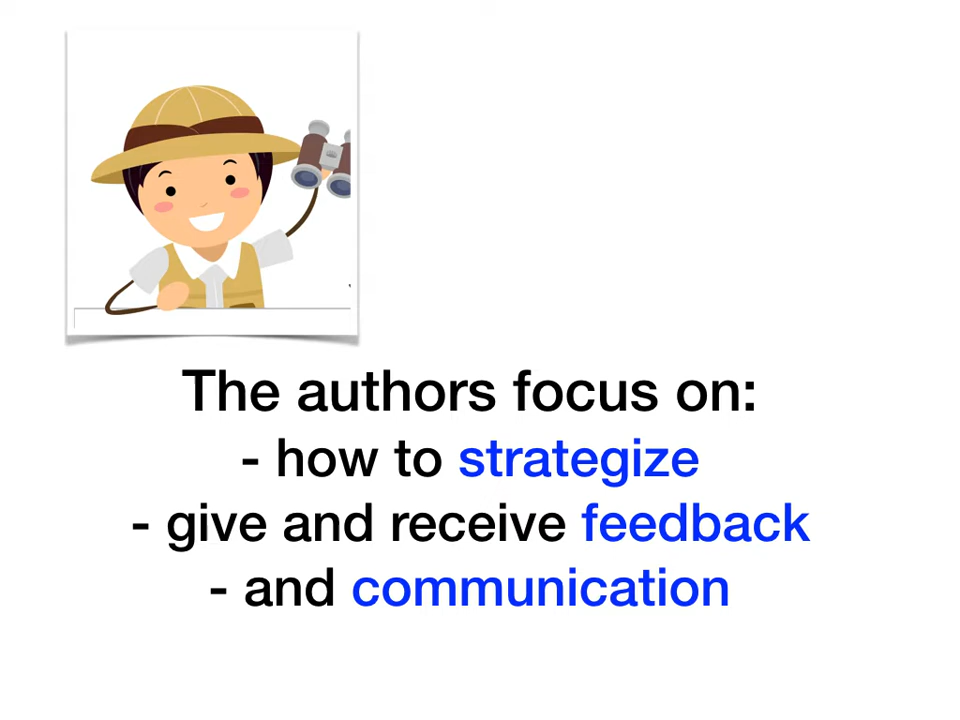 The authors focus on:
- how to strategize
- give and receive feedback
- and communication